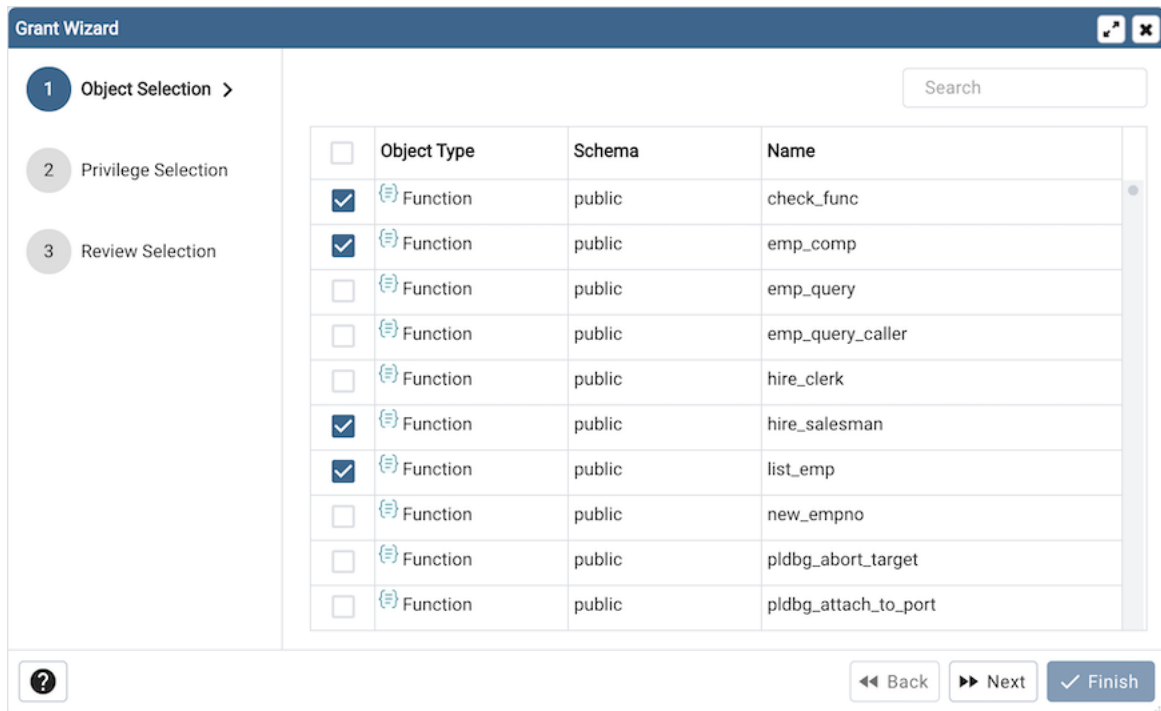 Grant Wizard
1 Object Selection
Search
2 Privilege Selection
3 Review Selection
Object Type Schema Name
Function public check_func
Function public emp_comp
Function public emp_query
Function public emp_query_caller
Function public hire_clerk
Function public hire_salesman
Function public list_emp
Function public new_empno
Function public pldbg_abort_target
Function public pldbg_attach_to_port
? Back Next Finish